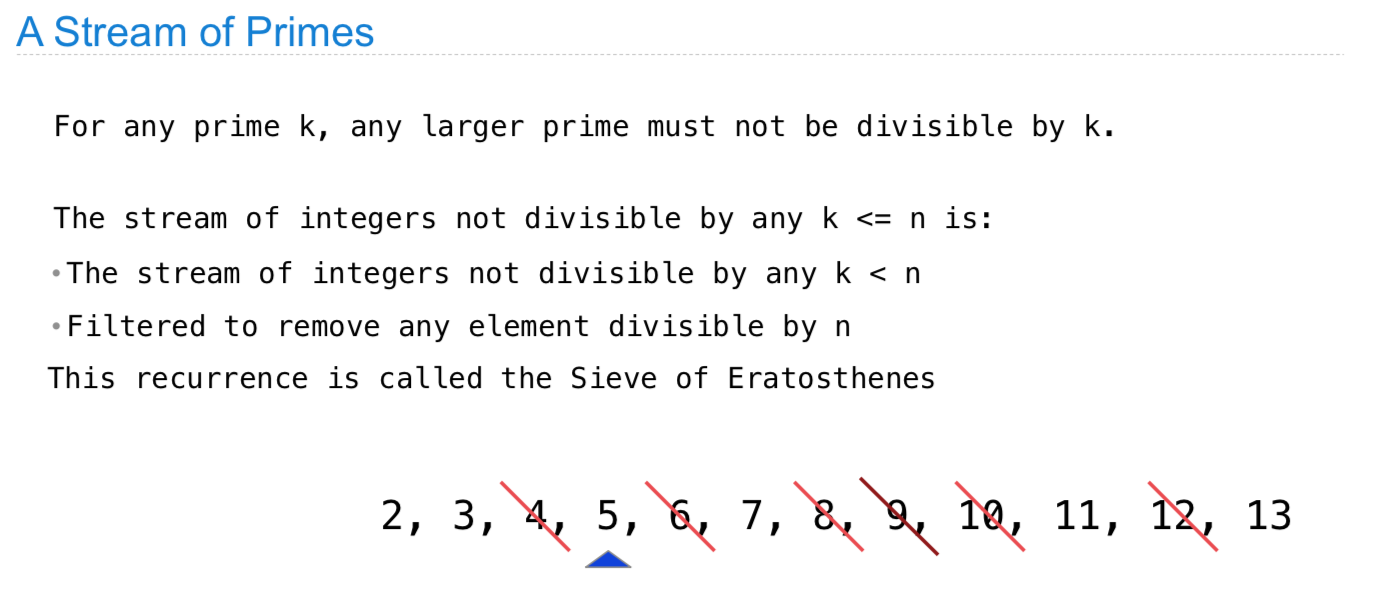 A Stream of Primes
For any prime k, any larger prime must not be divisible by k.
The stream of integers not divisible by any k <= n is:
•The stream of integers not divisible by any k < n
•Filtered to remove any element divisible by n
This recurrence is called the Sieve of Eratosthenes
2, 3, 4, 5, 6, 7, 8, 9, 10, 11, 12, 13